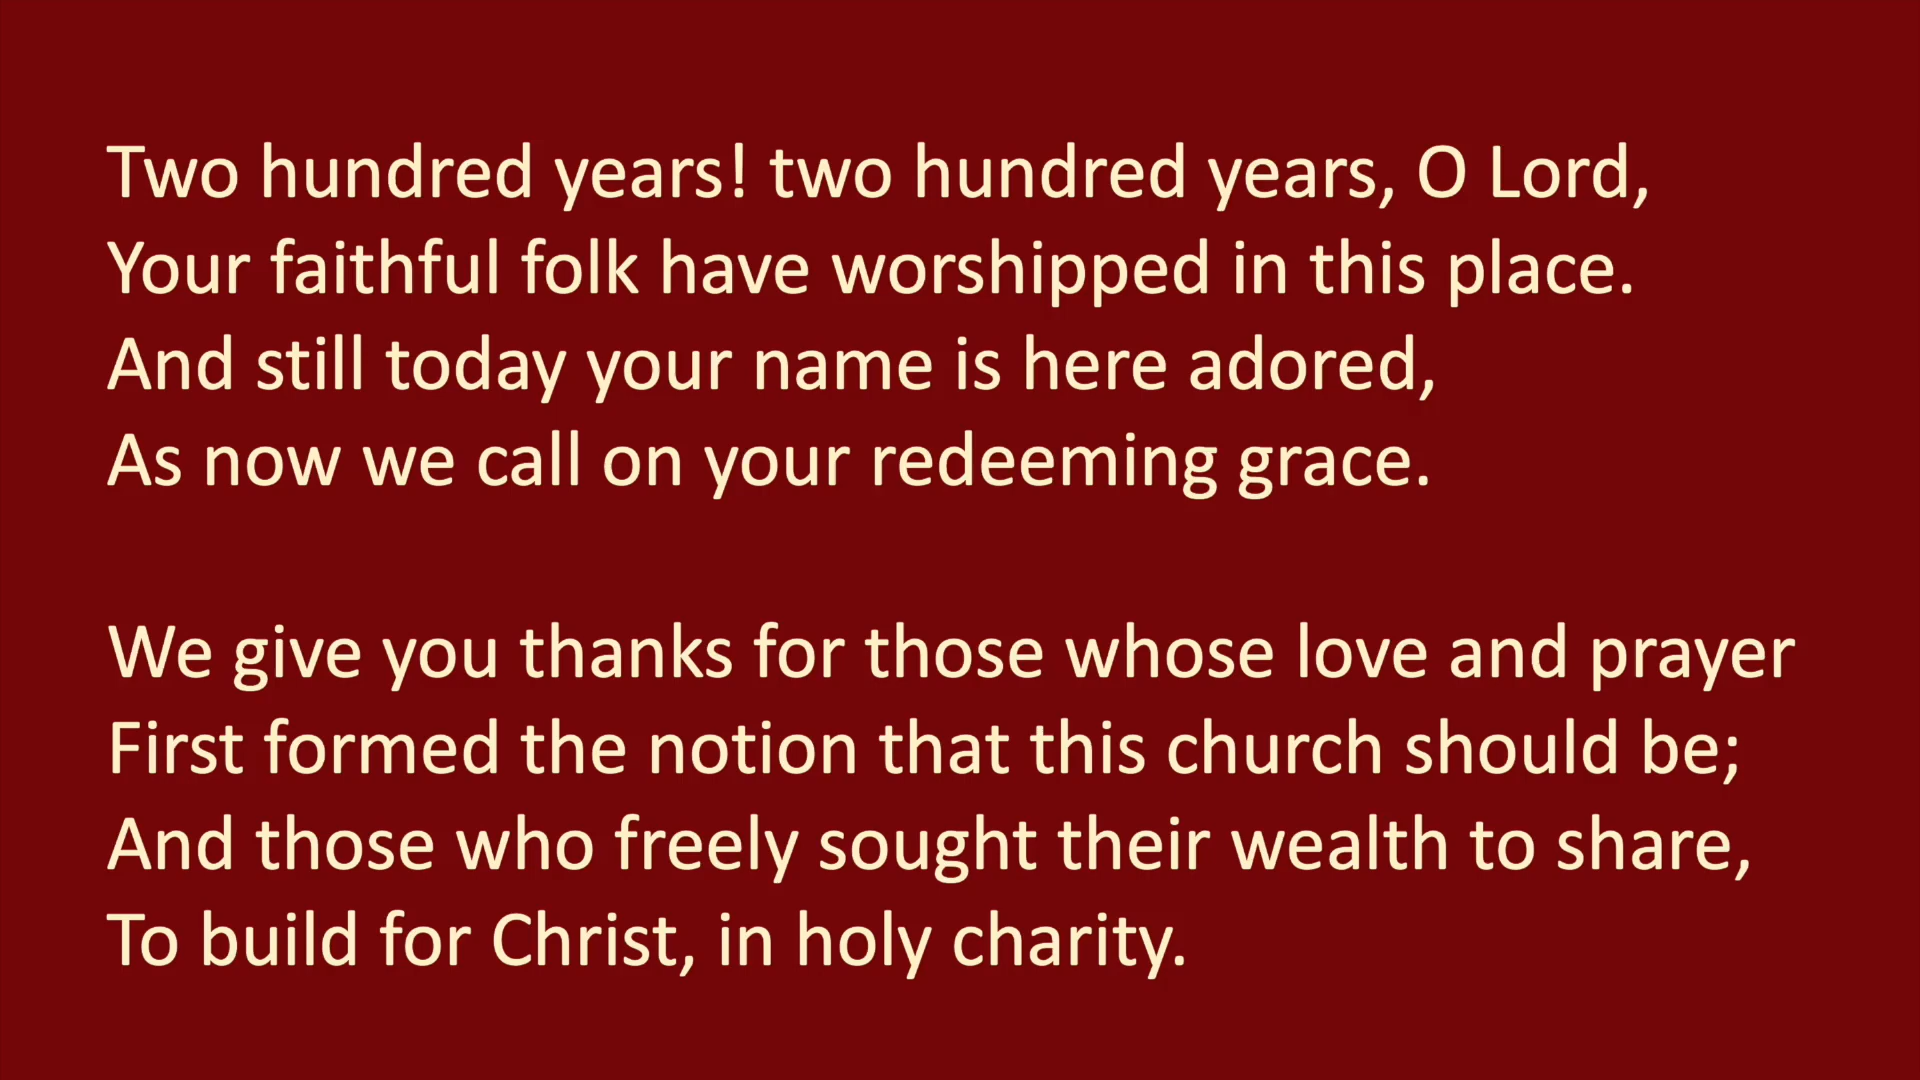 Two hundred years! two hundred years, O Lord,
Your faithful folk have worshipped in this place.
And still today your name is here adored,
As now we call on your redeeming grace.
We give you thanks for those whose love and prayer
First formed the notion that this church should be;
And those who freely sought their wealth to share,
To build for Christ, in holy charity.